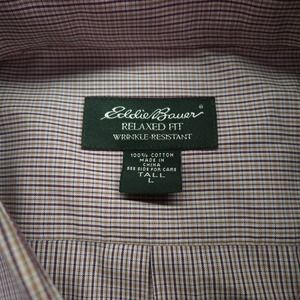 Eddie Bauer®
RELAXED FIT
WRINKLE-RESISTANT
100% COTTON
MADE IN
CHINA
SEE SIDE FOR CARE
TALL
L